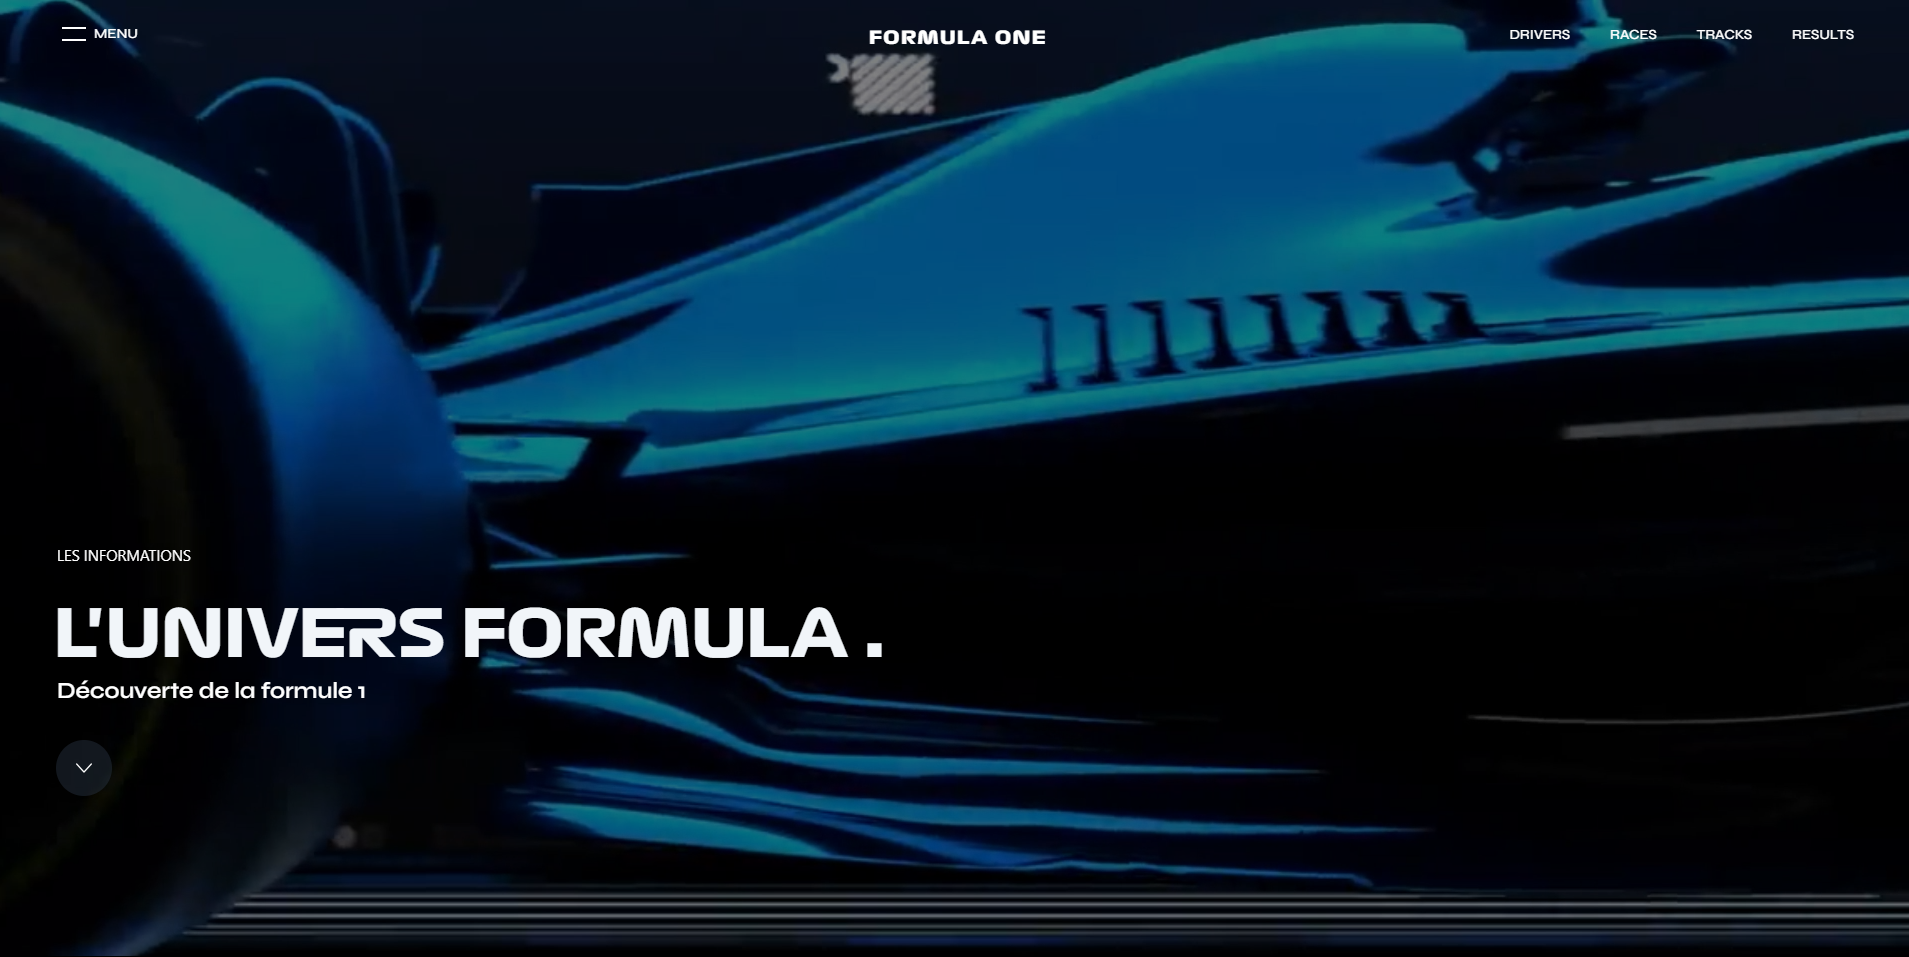 MENU
FORMULA ONE
DRIVERS
RACES
TRACKS
RESULTS
LES INFORMATIONS
L'UNIVERS FORMULA .
Découverte de la formule 1